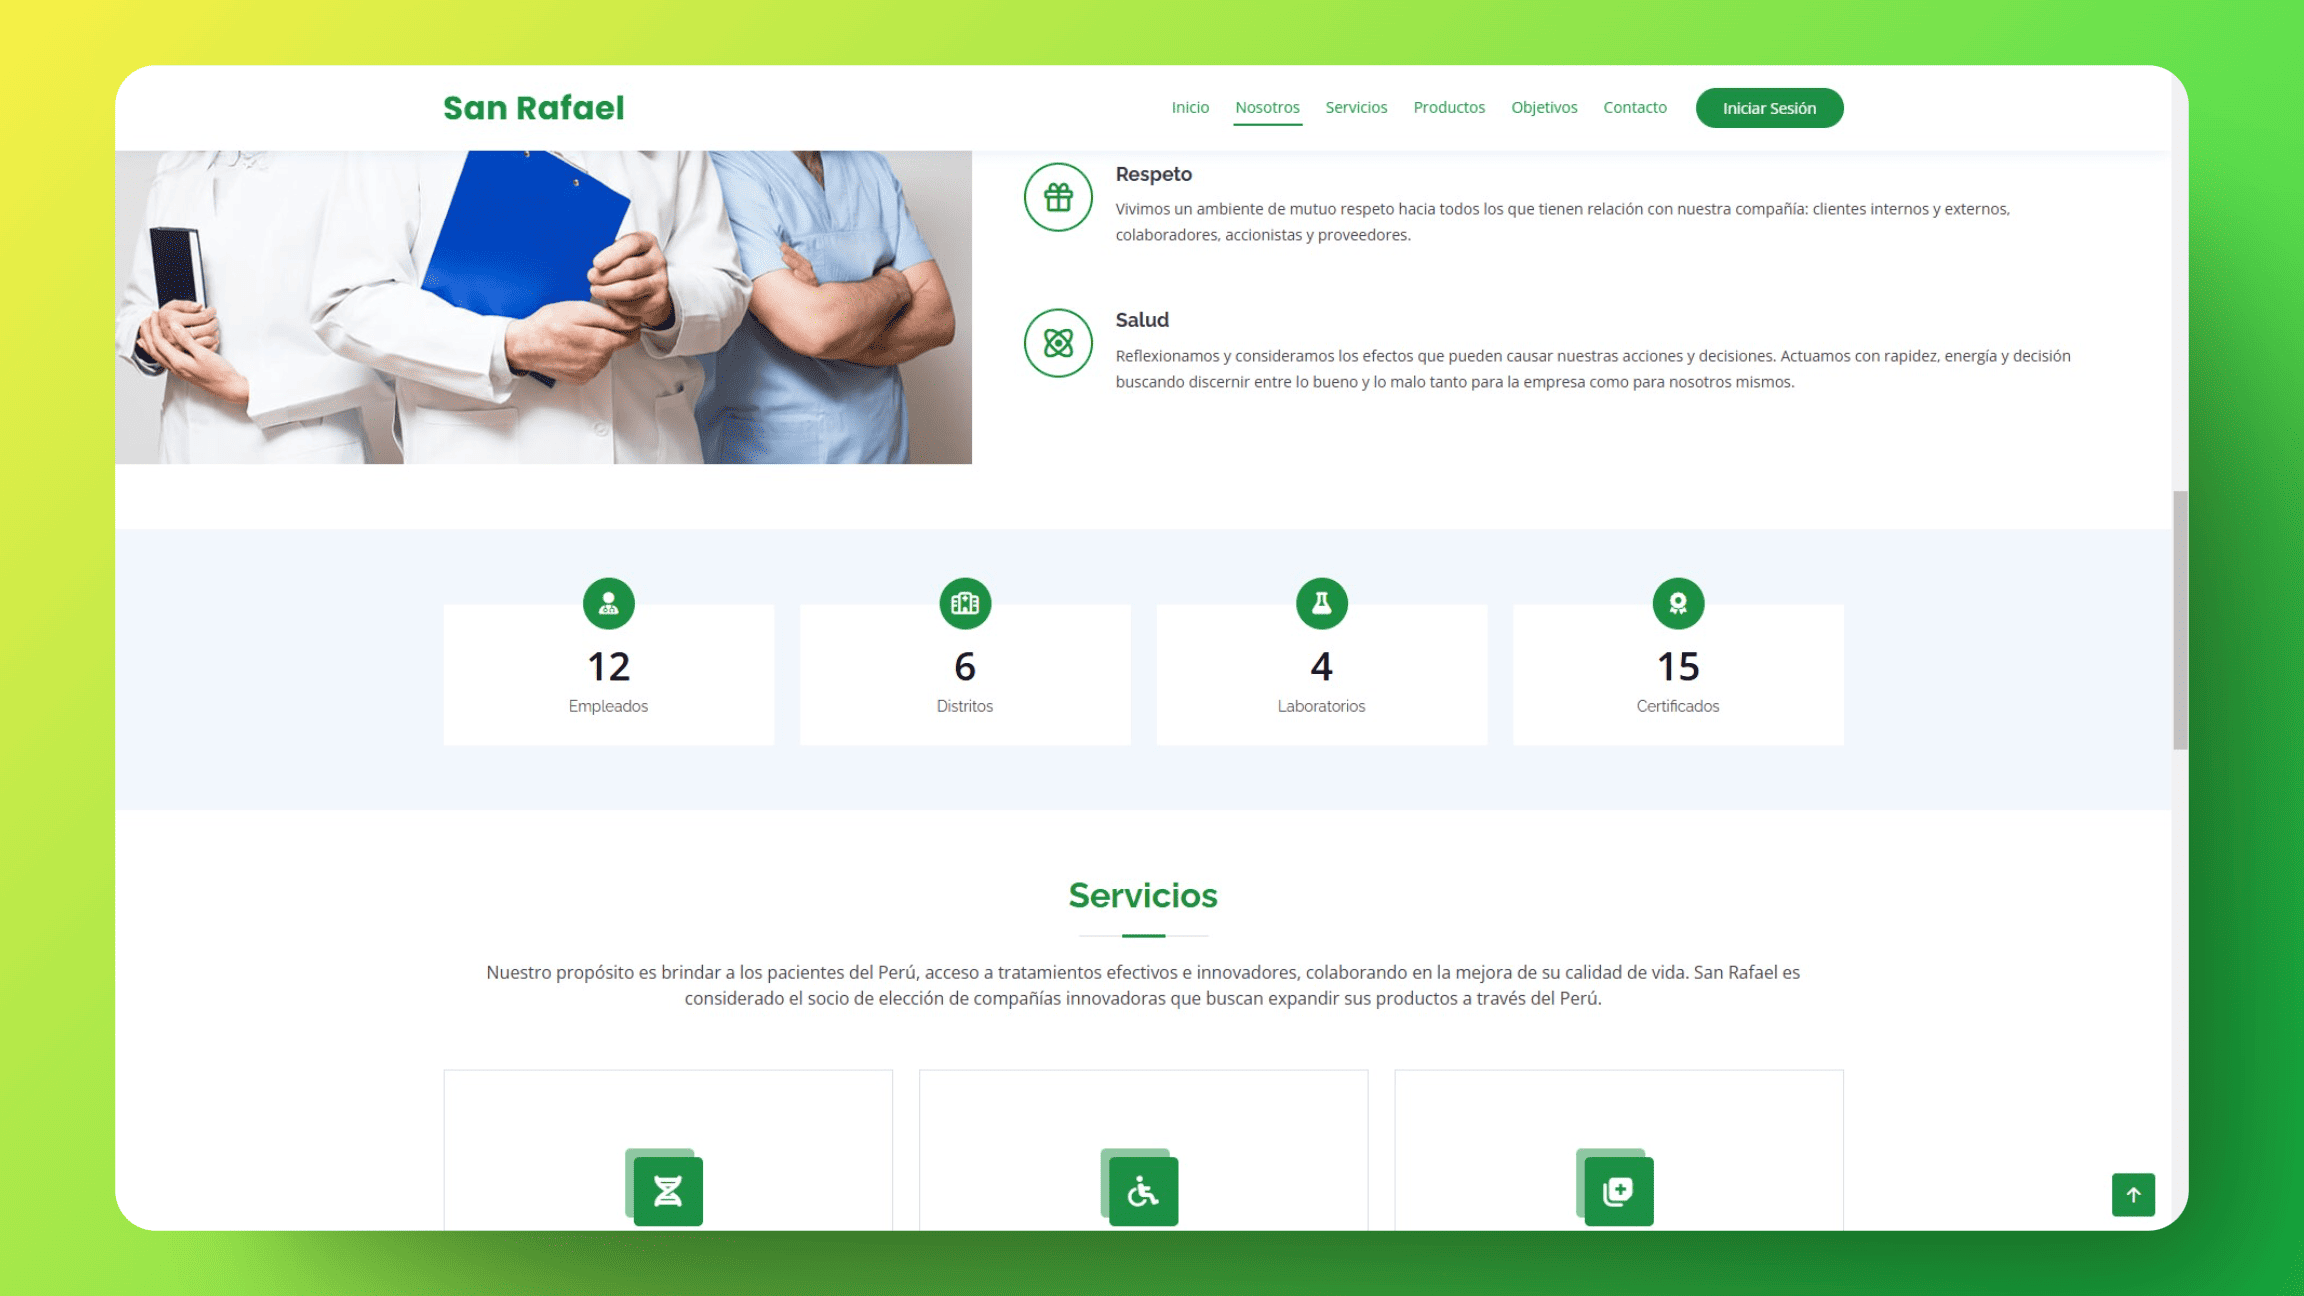 San Rafael
Inicio Nosotros Servicios Productos Objetivos Contacto Iniciar Sesión
Respeto
Vivimos un ambiente de mutuo respeto hacia todos los que tienen relación con nuestra compañía: clientes internos y externos,
colaboradores, accionistas y proveedores.
Salud
Reflexionamos y consideramos los efectos que pueden causar nuestras acciones y decisiones. Actuamos con rapidez, energía y decisión
buscando discernir entre lo bueno y lo malo tanto para la empresa como para nosotros mismos.
12
Empleados
6
Distritos
4
Laboratorios
15
Certificados
Servicios
Nuestro propósito es brindar a los pacientes del Perú, acceso a tratamientos efectivos e innovadores, colaborando en la mejora de su calidad de vida. San Rafael es
considerado el socio de elección de compañías innovadoras que buscan expandir sus productos a través del Perú.